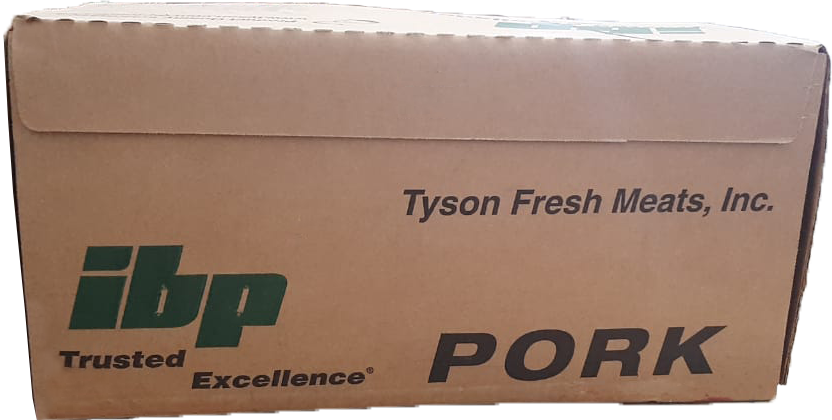 Tyson Fresh Meats, Inc.
ibp
Trusted
Excellence®
PORK